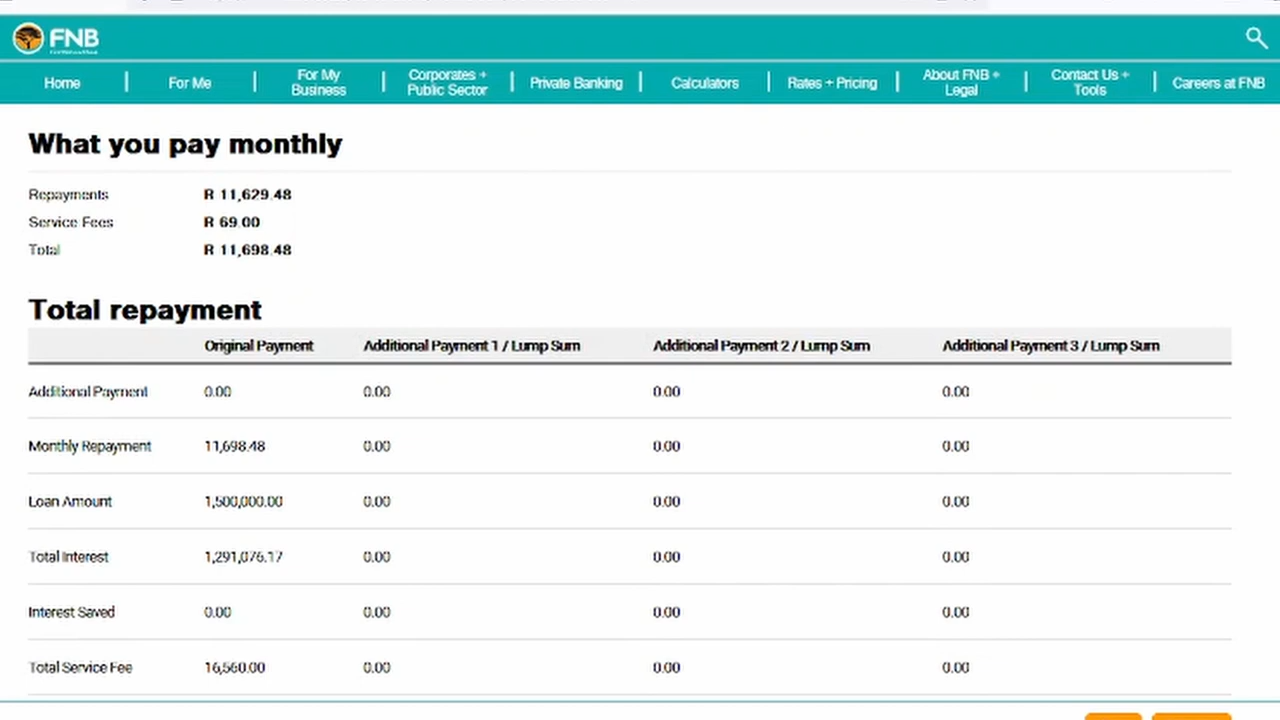 FNB
Home
For Me
For My
Business
Corporates +
Public Sector
Private Banking
Calculators
Rates + Pricing
About FNB +
Legal
Contact Us +
Tools
Careers at FNB
What you pay monthly
Repayments R 11,629.48
Service Fees R 69.00
Total R 11,698.48
Total repayment
Original Payment Additional Payment 1 / Lump Sum Additional Payment 2 / Lump Sum Additional Payment 3 / Lump Sum
Additional Payment 0.00 0.00 0.00 0.00
Monthly Repayment 11,698.48 0.00 0.00 0.00
Loan Amount 1,500,000.00 0.00 0.00 0.00
Total Interest 1,291,076.17 0.00 0.00 0.00
Interest Saved 0.00 0.00 0.00 0.00
Total Service Fee 16,560.00 0.00 0.00 0.00